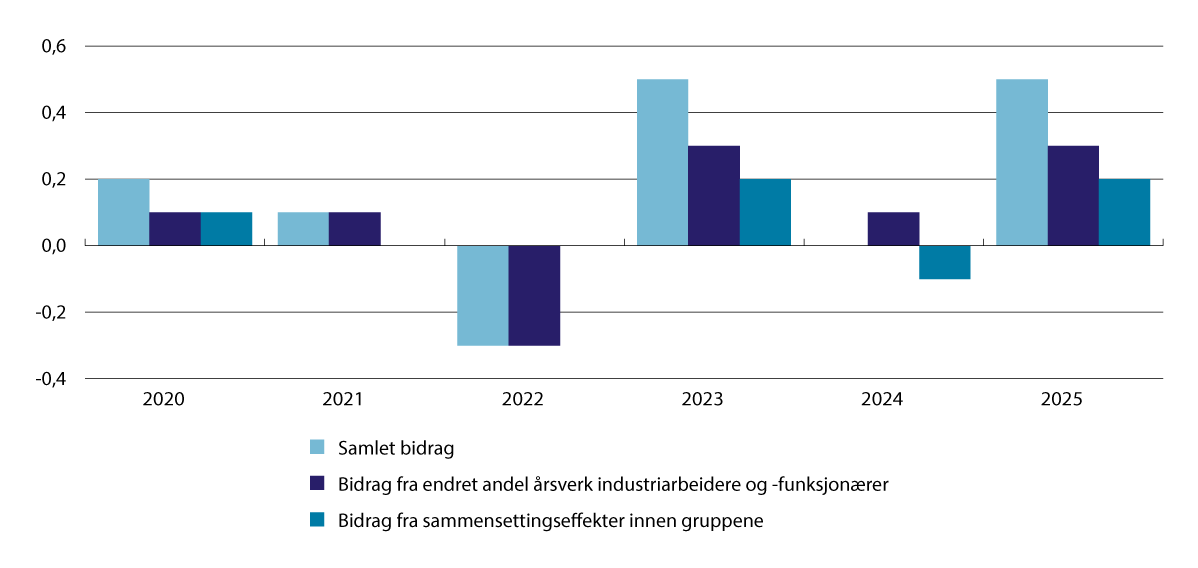 0,6
0,4
0,2
0,0
-0,2
-0,4
2020 2021 2022 2023 2024 2025
Samlet bidrag
Bidrag fra endret andel årsverk industriarbeidere og -funksjonærer
Bidrag fra sammensettingseffekter innen gruppene